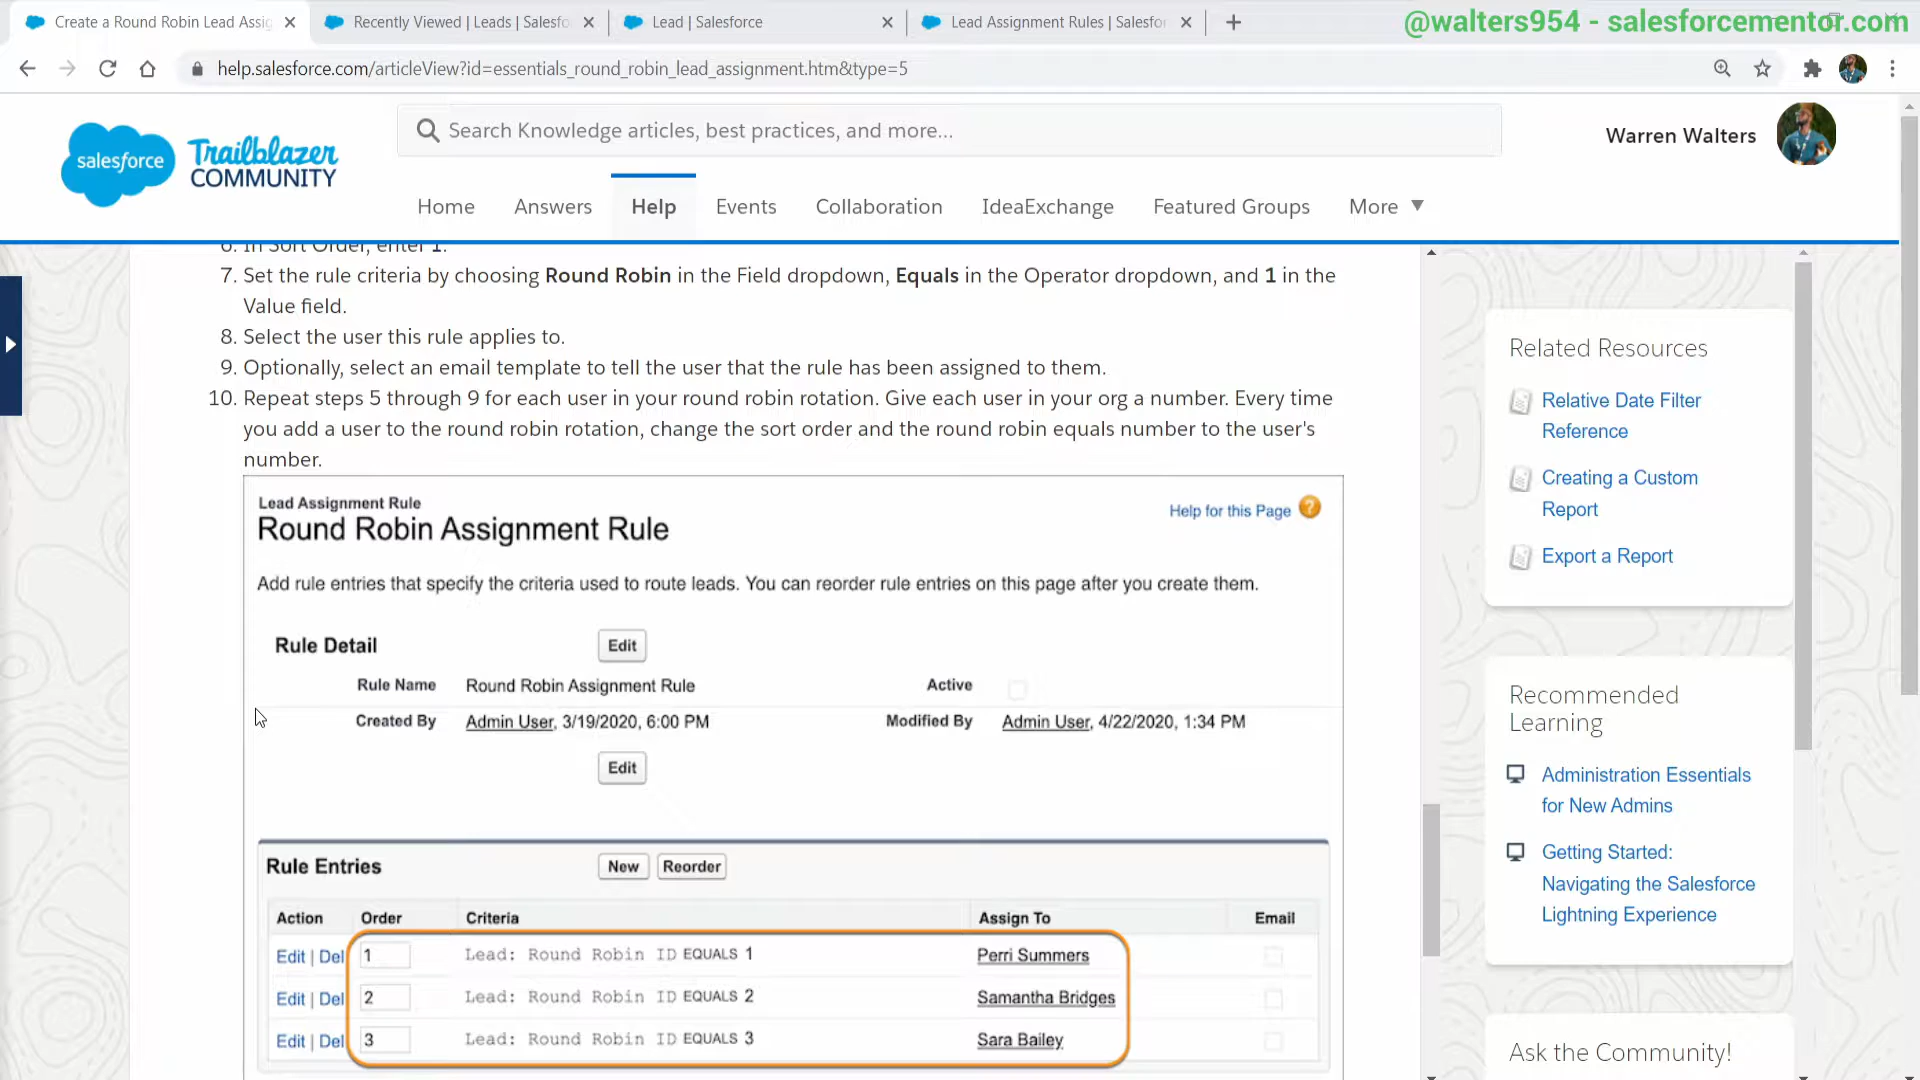 Create a Round Robin Lead Assig
Recently Viewed | Leads | Salesfo
Lead | Salesforce
Lead Assignment Rules | Salesfor
@walters954 - salesforcementor.com
help.salesforce.com/articleView?id=essentials_round_robin_lead_assignment.htm&type=5
salesforce
Trailblazer
COMMUNITY
Search Knowledge articles, best practices, and more...
Warren Walters
Home
Answers
Help
Events
Collaboration
IdeaExchange
Featured Groups
More
6. In Sort Order, enter 1.
7. Set the rule criteria by choosing Round Robin in the Field dropdown, Equals in the Operator dropdown, and 1 in the
Value field.
8. Select the user this rule applies to.
9. Optionally, select an email template to tell the user that the rule has been assigned to them.
10. Repeat steps 5 through 9 for each user in your round robin rotation. Give each user in your org a number. Every time
you add a user to the round robin rotation, change the sort order and the round robin equals number to the user's
number.
Lead Assignment Rule
Round Robin Assignment Rule
Help for this Page
?
Add rule entries that specify the criteria used to route leads. You can reorder rule entries on this page after you create them.
Rule Detail
Edit
Rule Name Round Robin Assignment Rule Active
Created By Admin User, 3/19/2020, 6:00 PM Modified By Admin User, 4/22/2020, 1:34 PM
Edit
Rule Entries New Reorder
Action Order Criteria Assign To Email
Edit | Del 1 Lead: Round Robin ID EQUALS 1 Perri Summers
Edit | Del 2 Lead: Round Robin ID EQUALS 2 Samantha Bridges
Edit | Del 3 Lead: Round Robin ID EQUALS 3 Sara Bailey
Related Resources
Relative Date Filter
Reference
Creating a Custom
Report
Export a Report
Recommended
Learning
Administration Essentials
for New Admins
Getting Started:
Navigating the Salesforce
Lightning Experience
Ask the Community!